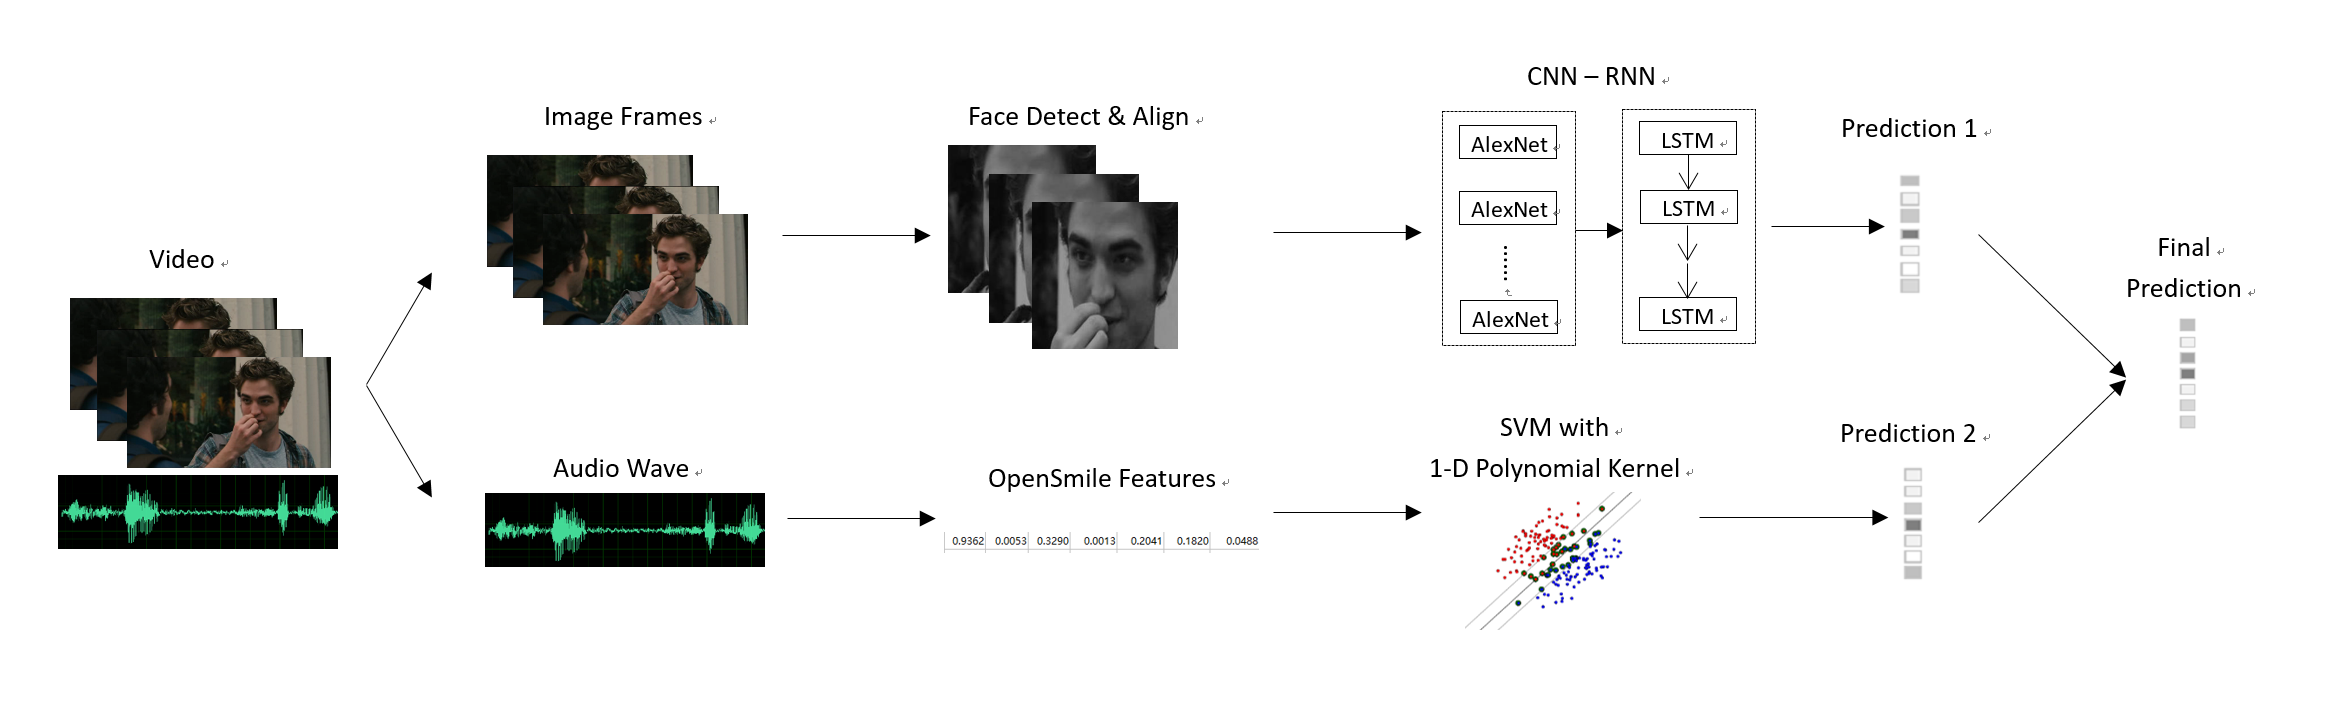 Video
Image Frames
Face Detect & Align
CNN – RNN
AlexNet
AlexNet
AlexNet
LSTM
LSTM
LSTM
Prediction 1
Audio Wave
OpenSmile Features
0.9362 0.0053 0.3290 0.0013 0.2041 0.1820 0.0488
SVM with
1-D Polynomial Kernel
Prediction 2
Final
Prediction